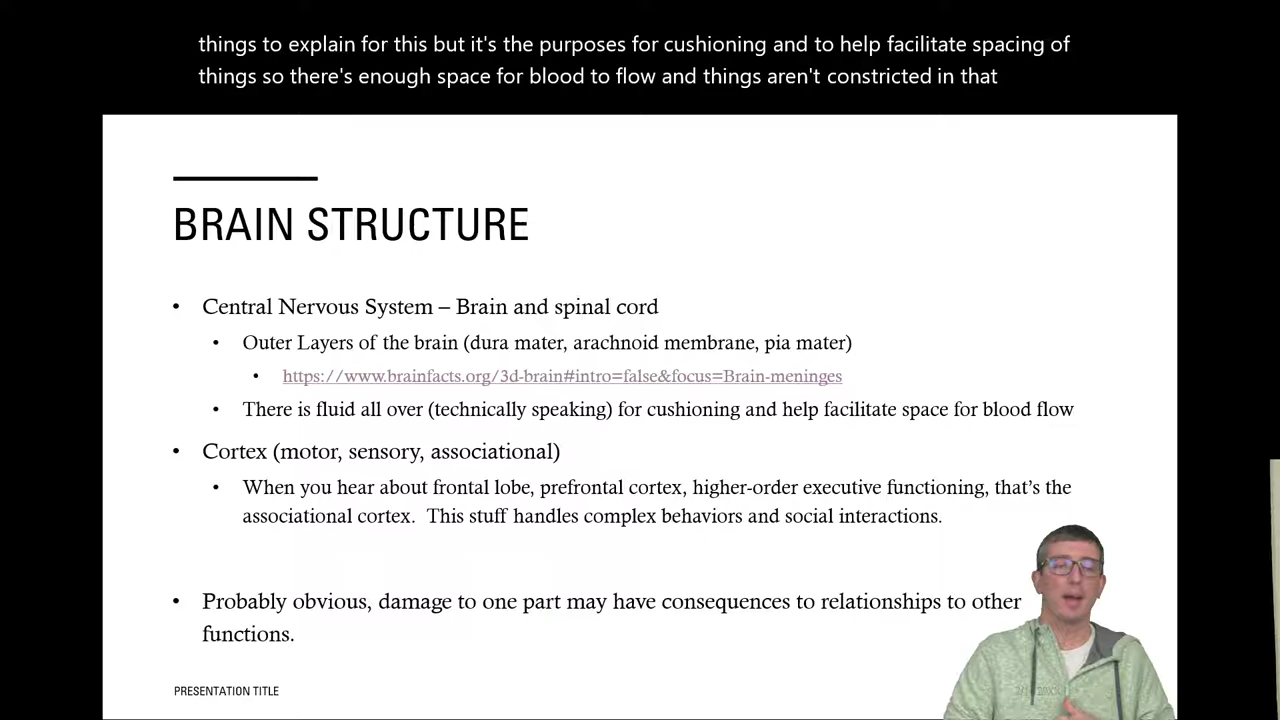 things to explain for this but it's the purposes for cushioning and to help facilitate spacing of
things so there's enough space for blood to flow and things aren't constricted in that
BRAIN STRUCTURE
• Central Nervous System – Brain and spinal cord
• Outer Layers of the brain (dura mater, arachnoid membrane, pia mater)
• https://www.brainfacts.org/3d-brain#intro=false&focus=Brain-meninges
• There is fluid all over (technically speaking) for cushioning and help facilitate space for blood flow
• Cortex (motor, sensory, associational)
• When you hear about frontal lobe, prefrontal cortex, higher-order executive functioning, that's the
associational cortex. This stuff handles complex behaviors and social interactions.
• Probably obvious, damage to one part may have consequences to relationships to other
functions.
PRESENTATION TITLE